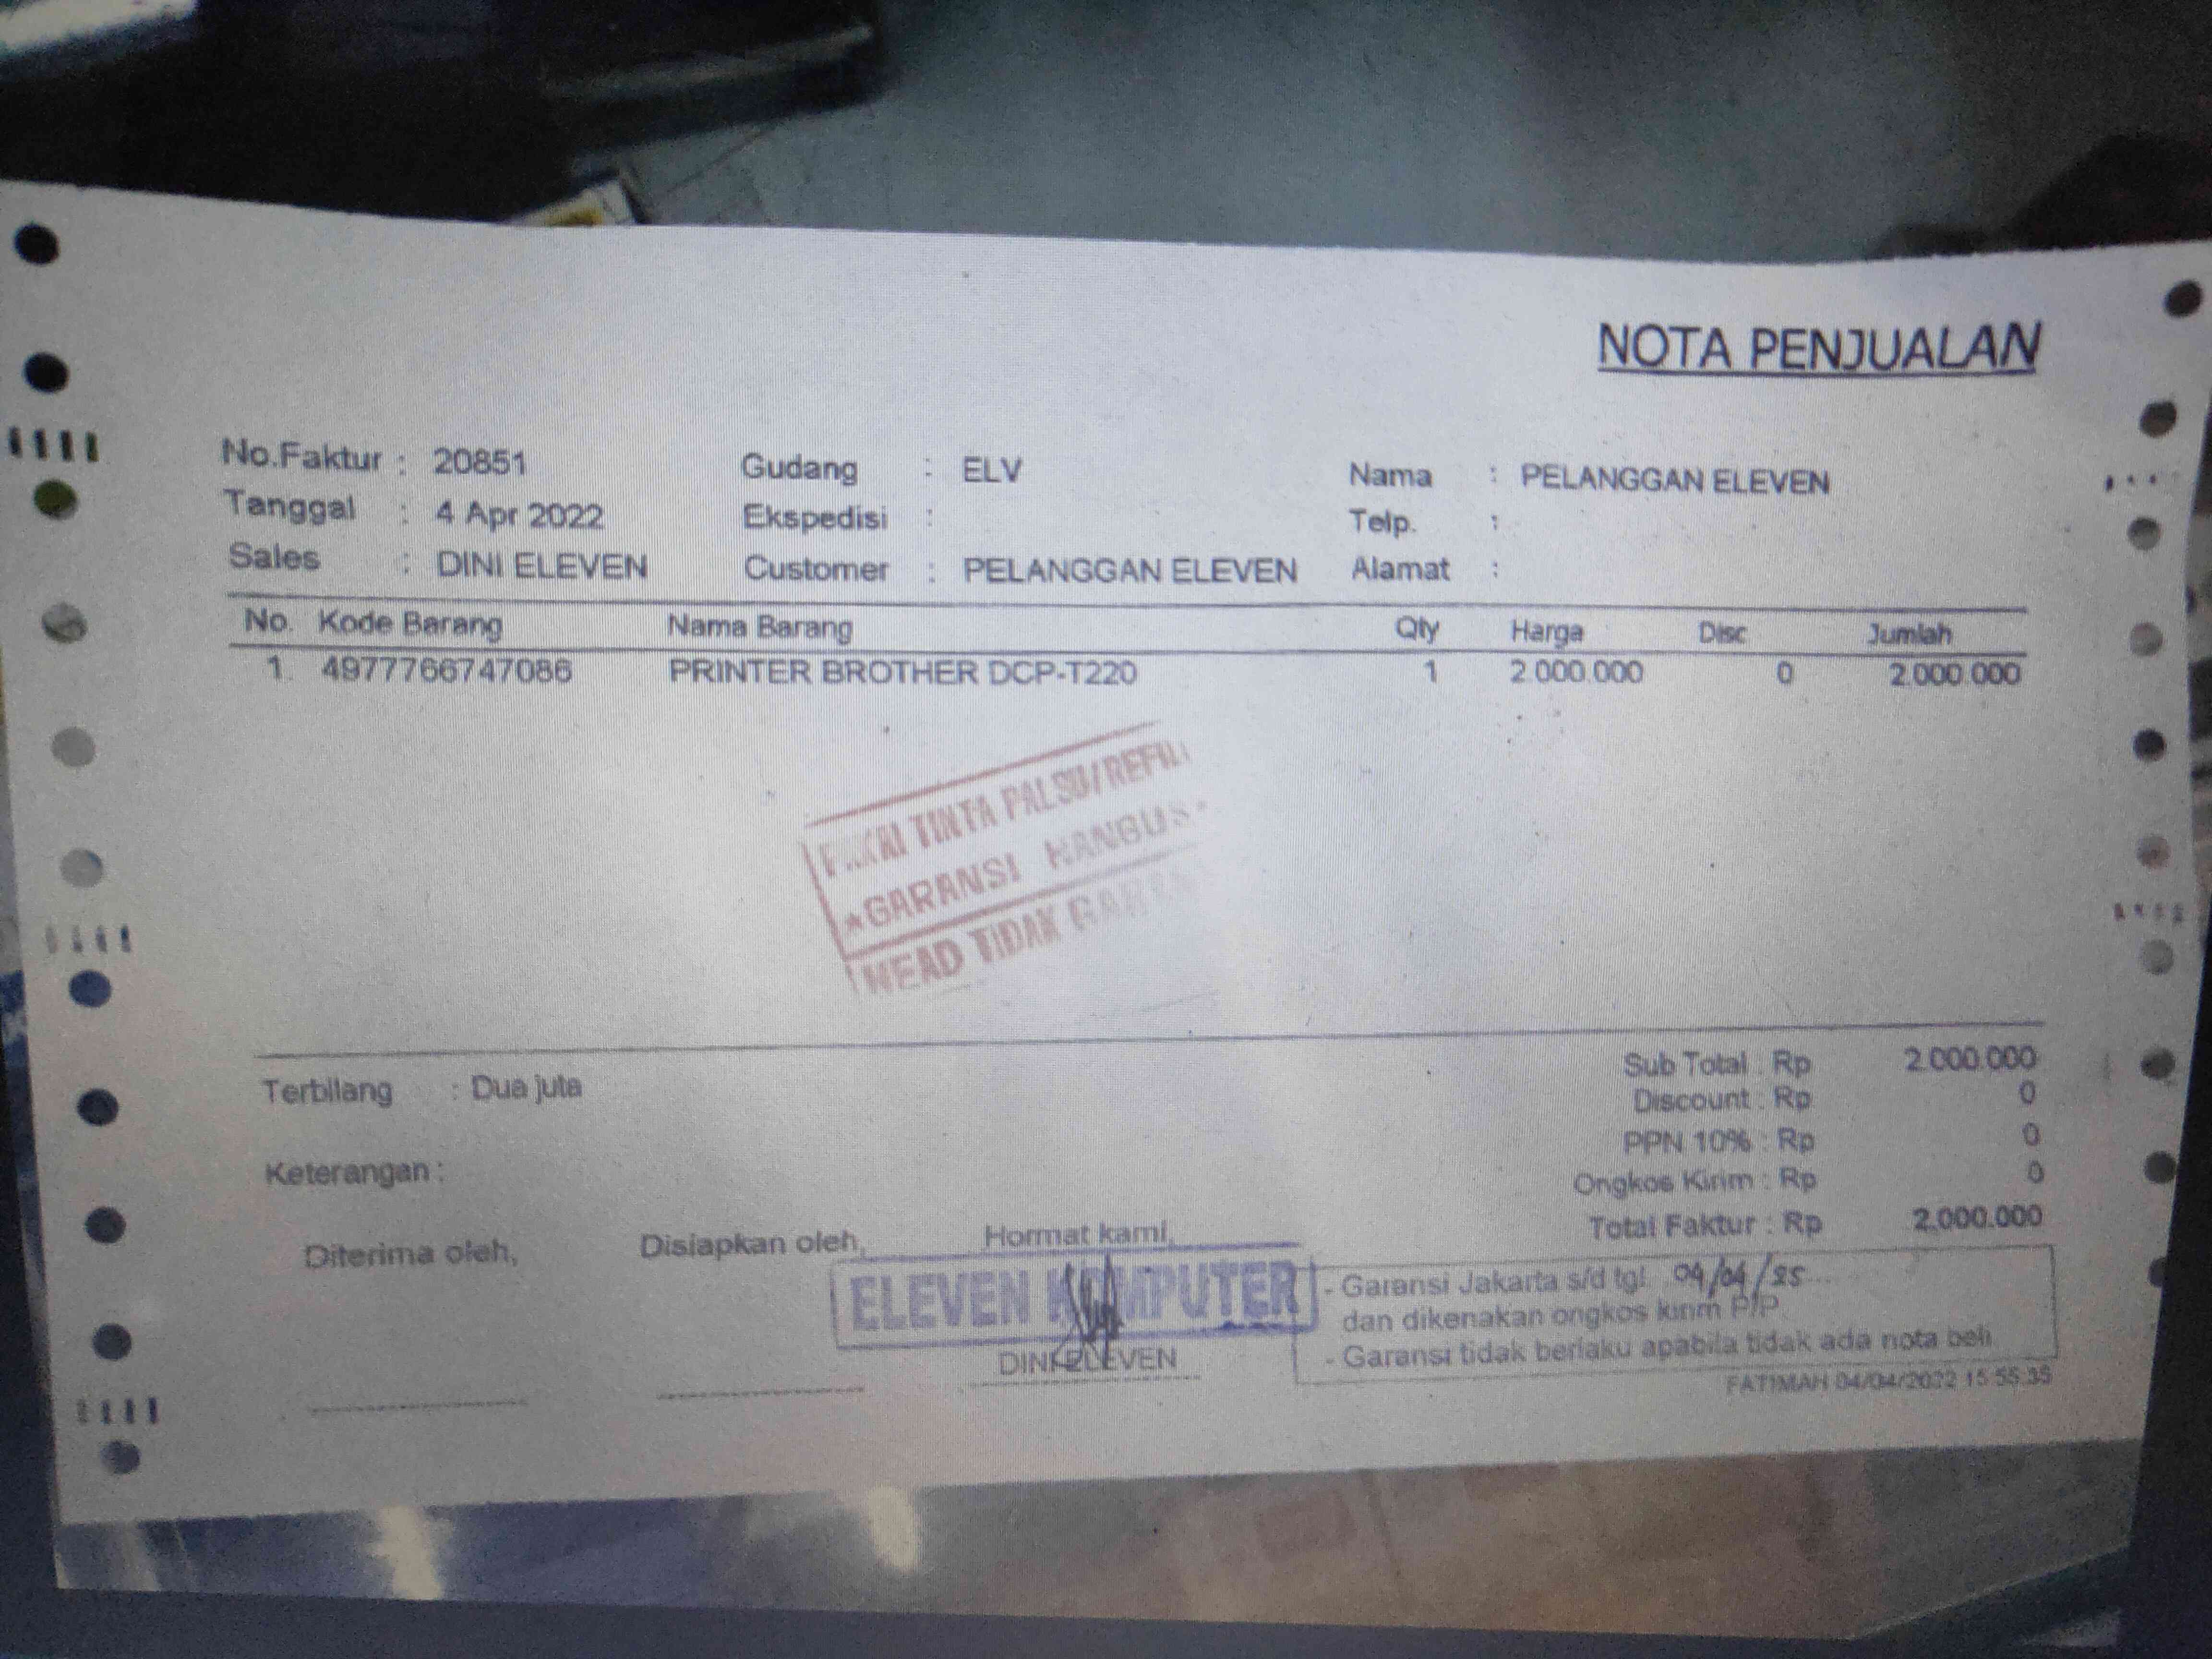 NOTA PENJUALAN
No.Faktur : 20851 Gudang : ELV Nama : PELANGGAN ELEVEN
Tanggal : 4 Apr 2022 Ekspedisi : Telp. :
Sales : DINI ELEVEN Customer : PELANGGAN ELEVEN Alamat :
No. Kode Barang Nama Barang Qty Harga Disc Jumlah
1. 4977766747086 PRINTER BROTHER DCP-T220 1 2.000.000 0 2.000.000
TINTA PALSU/REFILL
★GARANSI HANGUS
HEAD TIDAK
Sub Total : Rp 2.000.000
Terbilang : Dua juta
Discount : Rp 0
PPN 10% : Rp 0
Keterangan :
Ongkos Kirim : Rp 0
Total Faktur : Rp 2.000.000
Diterima oleh, Disiapkan oleh, Hormat kami,
ELEVEN KOMPUTER
DINI ELEVEN
- Garansi Jakarta s/d tgl. 04/04/25
dan dikenakan ongkos kirim P/P
- Garansi tidak berlaku apabila tidak ada nota beli
FATIMAH 04/04/2022 15:55:35